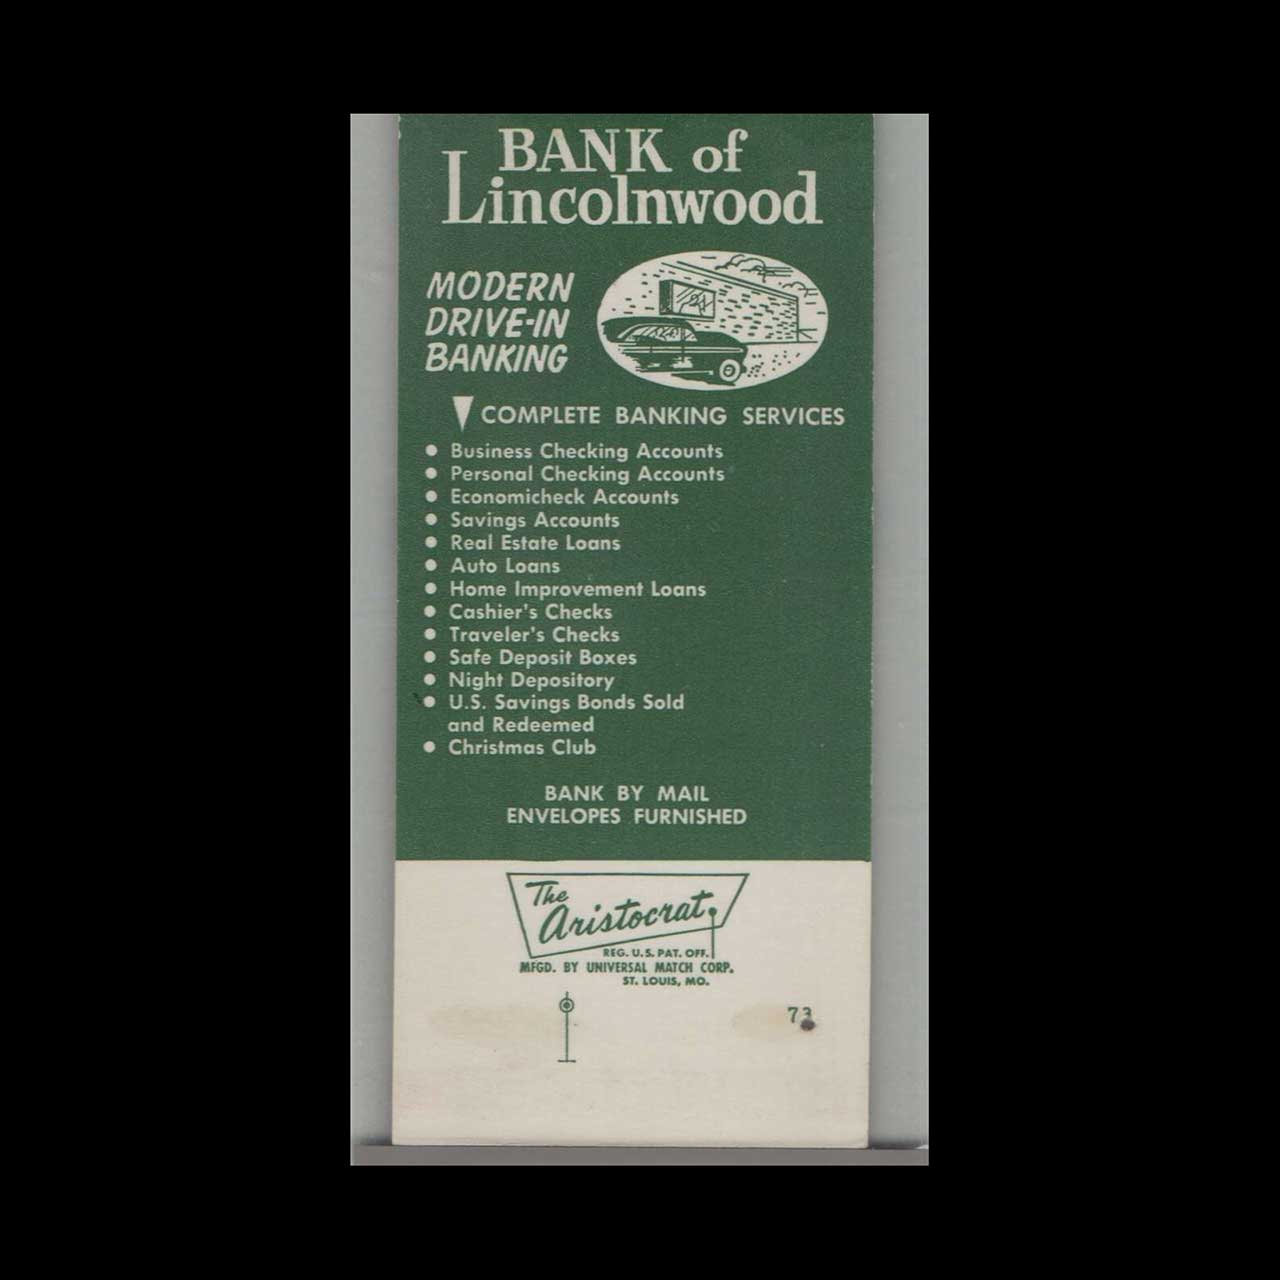 BANK of
Lincolnwood
MODERN
DRIVE-IN
BANKING
COMPLETE BANKING SERVICES
• Business Checking Accounts
• Personal Checking Accounts
• Economicheck Accounts
• Savings Accounts
• Real Estate Loans
• Auto Loans
• Home Improvement Loans
• Cashier's Checks
• Traveler's Checks
• Safe Deposit Boxes
• Night Depository
• U.S. Savings Bonds Sold
and Redeemed
• Christmas Club
BANK BY MAIL
ENVELOPES FURNISHED
The
Aristocrat
REG. U.S. PAT. OFF.
MFGD. BY UNIVERSAL MATCH CORP.
ST. LOUIS, MO.
73